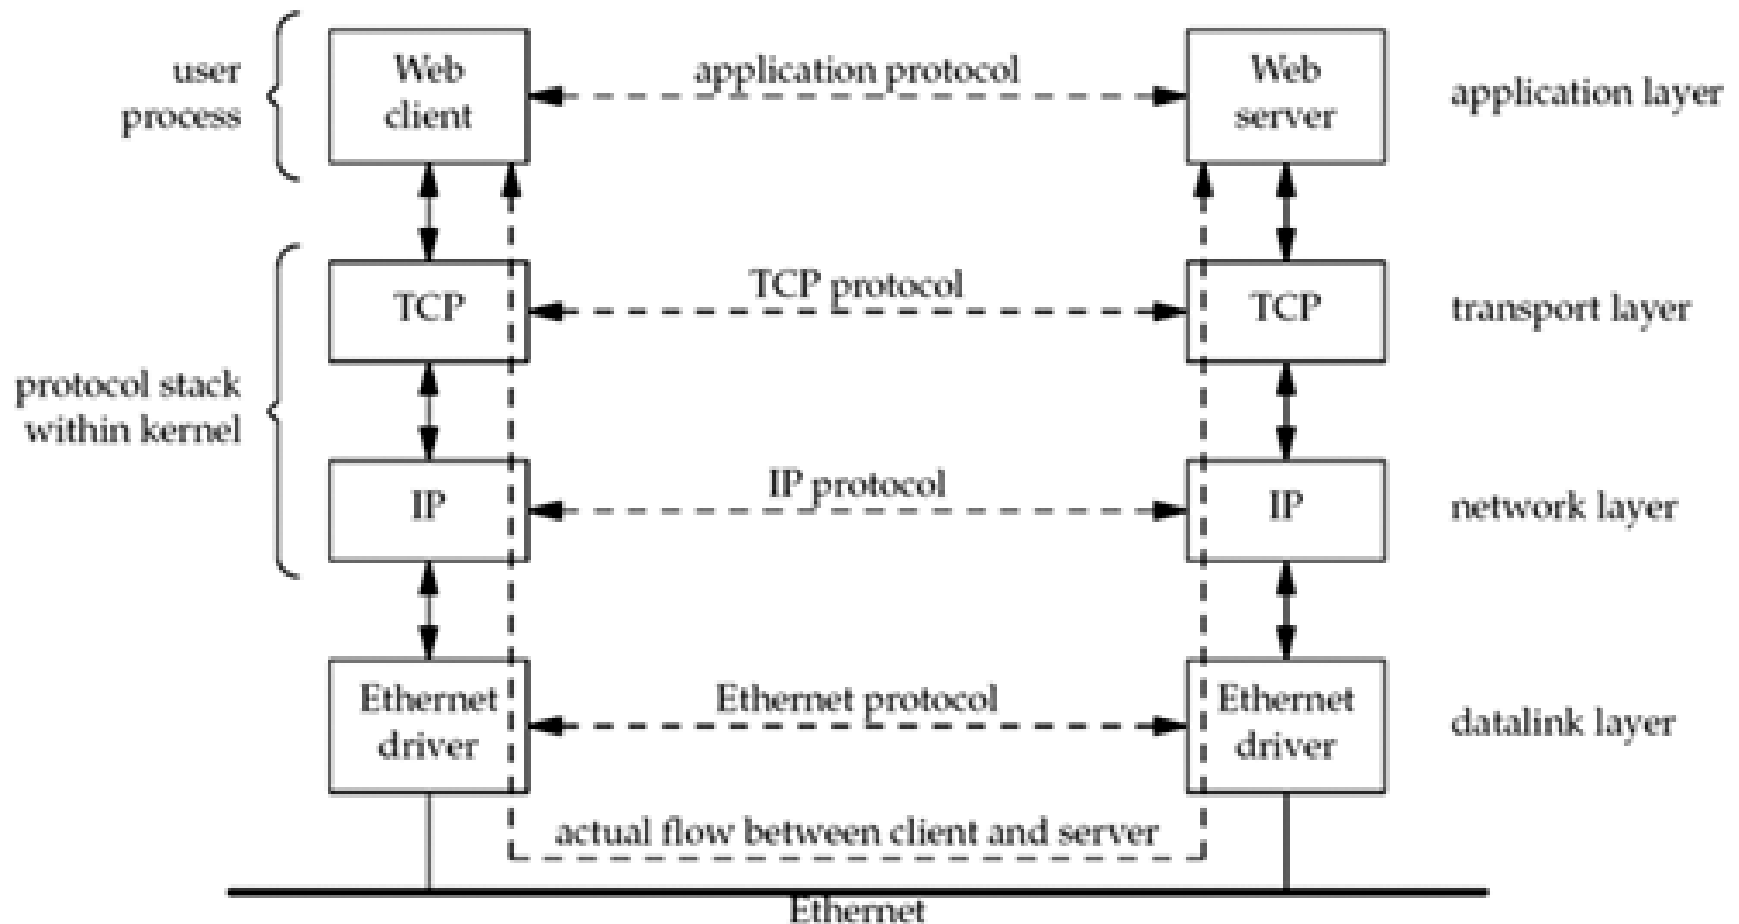 user
process
Web
client
application protocol
Web
server
application layer
TCP
TCP protocol
TCP
transport layer
protocol stack
within kernel
IP
IP protocol
IP
network layer
Ethernet
driver
Ethernet protocol
Ethernet
driver
datalink layer
actual flow between client and server
Ethernet